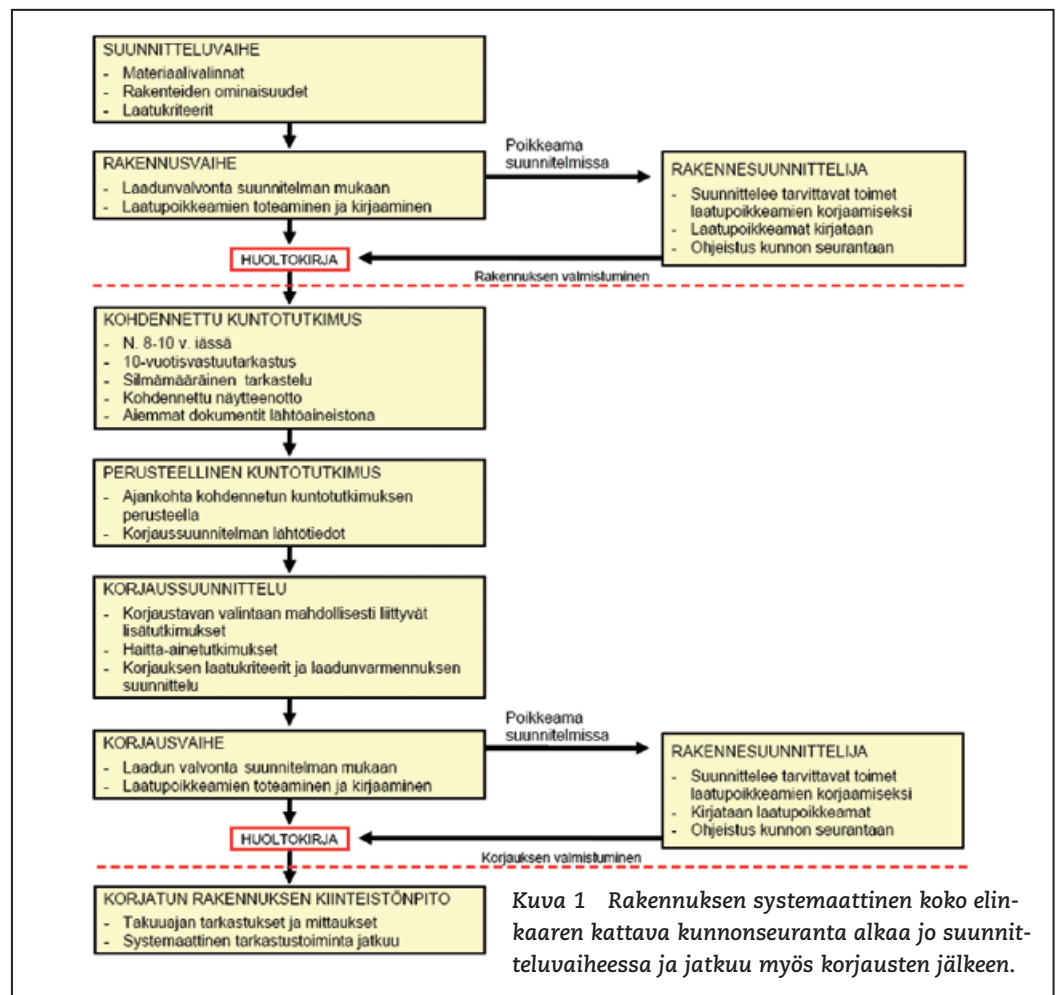 SUUNNITTELUVAIHE
- Materiaalivalinnat
- Rakenteiden ominaisuudet
- Laatukriteerit
RAKENNUSVAIHE
- Laadunvalvonta suunnitelman mukaan
- Laatupoikkeamien toteaminen ja kirjaaminen
Poikkeama
suunnitelmissa
RAKENNESUUNNITTELIJA
- Suunnittelee tarvittavat toimet
laatupoikkeamien korjaamiseksi
- Laatupoikkeamat kirjataan
- Ohjeistus kunnon seurantaan
HUOLTOKIRJA
Rakennuksen valmistuminen
KOHDENNETTU KUNTOTUTKIMUS
- N. 8-10 v. iässä
- 10-vuotisvastuutarkastus
- Silmämääräinen tarkastelu
- Kohdennettu näytteenotto
- Aiemmat dokumentit lähtöaineistona
PERUSTEELLINEN KUNTOTUTKIMUS
- Ajankohta kohdennetun kuntotutkimuksen
perusteella
- Korjaussuunnitelman lähtötiedot
KORJAUSSUUNNITTELU
- Korjaustavan valintaan mahdollisesti liittyvät
lisätutkimukset
- Haitta-ainetutkimukset
- Korjauksen laatukriteerit ja laadunvarmennuksen
suunnittelu
KORJAUSVAIHE
- Laadun valvonta suunnitelman mukaan
- Laatupoikkeamien toteaminen ja kirjaaminen
Poikkeama
suunnitelmissa
RAKENNESUUNNITTELIJA
- Suunnittelee tarvittavat toimet
laatupoikkeamien korjaamiseksi
- Kirjataan laatupoikkeamat
- Ohjeistus kunnon seurantaan
HUOLTOKIRJA
Korjauksen valmistuminen
KORJATUN RAKENNUKSEN KIINTEISTÖNPITO
- Takuuajan tarkastukset ja mittaukset
- Systemaattinen tarkastustoiminta jatkuu
Kuva 1 Rakennuksen systemaattinen koko elin-
kaaren kattava kunnonseuranta alkaa jo suunnit-
teluvaiheessa ja jatkuu myös korjausten jälkeen.